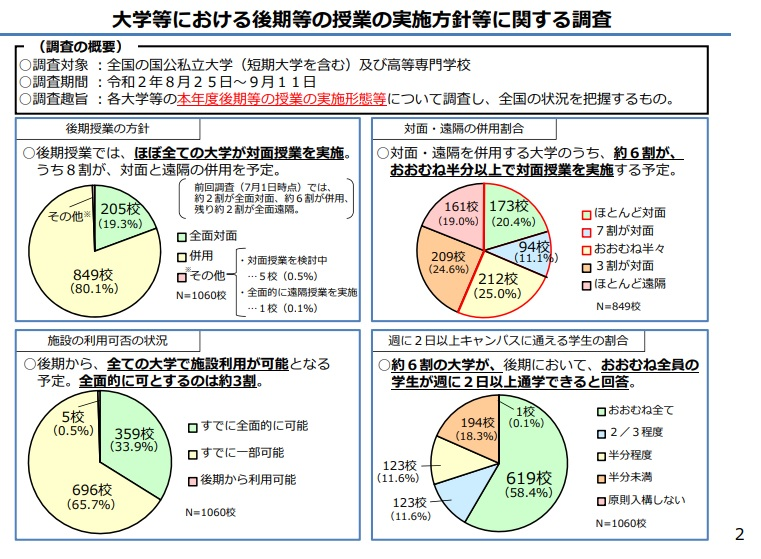 大学等における後期等の授業の実施方針等に関する調査
（調査の概要）
○調査対象 ：全国の国公私立大学（短期大学を含む）及び高等専門学校
○調査期間 ：令和２年８月２５日～９月１１日
○調査趣旨 ：各大学等の本年度後期等の授業の実施形態等について調査し、全国の状況を把握するもの。
後期授業の方針
○後期授業では、ほぼ全ての大学が対面授業を実施。
うち８割が、対面と遠隔の併用を予定。
前回調査（7月1日時点）では、
約２割が全面対面、約６割が併用、
残り約２割が全面遠隔。
その他※
205校
(19.3%)
849校
(80.1%)
全面対面
併用
※その他
N=1060校
・対面授業を検討中
…５校（0.5%）
・全面的に遠隔授業を実施
…１校（0.1%）
対面・遠隔の併用割合
○対面・遠隔を併用する大学のうち、約６割が、
おおむね半分以上で対面授業を実施する予定。
161校
(19.0%)
173校
(20.4%)
94校
(11.1%)
209校
(24.6%)
212校
(25.0%)
ほとんど対面
７割が対面
おおむね半々
３割が対面
ほとんど遠隔
N=849校
施設の利用可否の状況
○後期から、全ての大学で施設利用が可能となる
予定。全面的に可とするのは約3割。
5校
(0.5%)
359校
(33.9%)
696校
(65.7%)
すでに全面的に可能
すでに一部可能
後期から利用可能
N=1060校
週に２日以上キャンパスに通える学生の割合
○約６割の大学が、後期において、おおむね全員の
学生が週に２日以上通学できると回答。
1校
(0.1%)
194校
(18.3%)
123校
(11.6%)
619校
(58.4%)
123校
(11.6%)
おおむね全て
２／３程度
半分程度
半分未満
原則入構しない
N=1060校
2